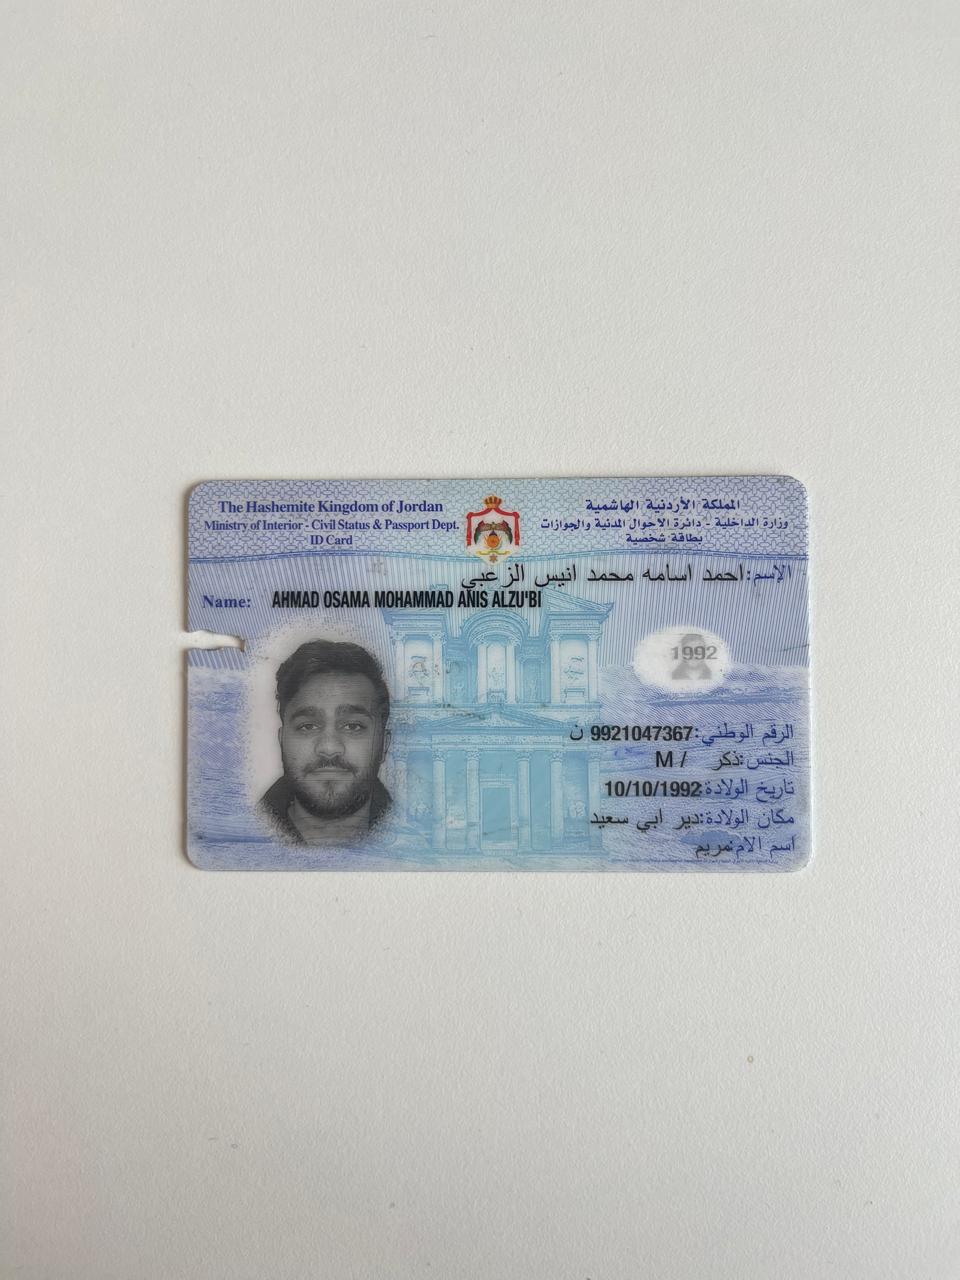 The Hashemite Kingdom of Jordan
المملكة الأردنية الهاشمية
Ministry of Interior - Civil Status & Passport Dept.
وزارة الداخلية - دائرة الاحوال المدنية والجوازات
ID Card
بطاقة شخصية
الإسم: احمد اسامه محمد انيس الزعبي
Name: AHMAD OSAMA MOHAMMAD ANIS ALZU'BI
1992
الرقم الوطني: 9921047367 ن
الجنس: ذكر / M
تاريخ الولادة: 10/10/1992
مكان الولادة: دير ابي سعيد
اسم الام: مريم